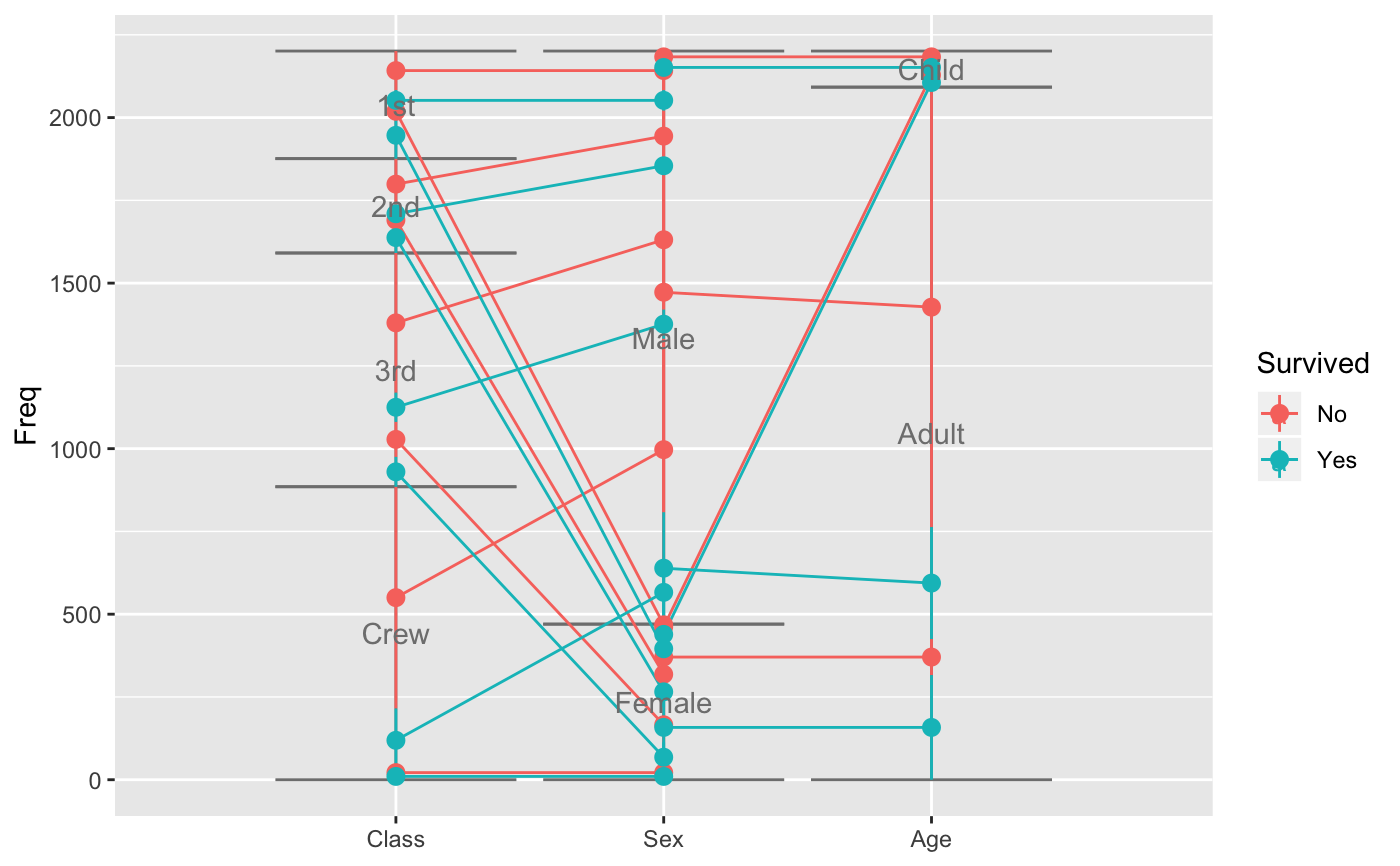 Freq
2000
1500
1000
500
0
1st
2nd
3rd
Crew
Male
Female
Child
Adult
Class
Sex
Age
Survived
No
Yes